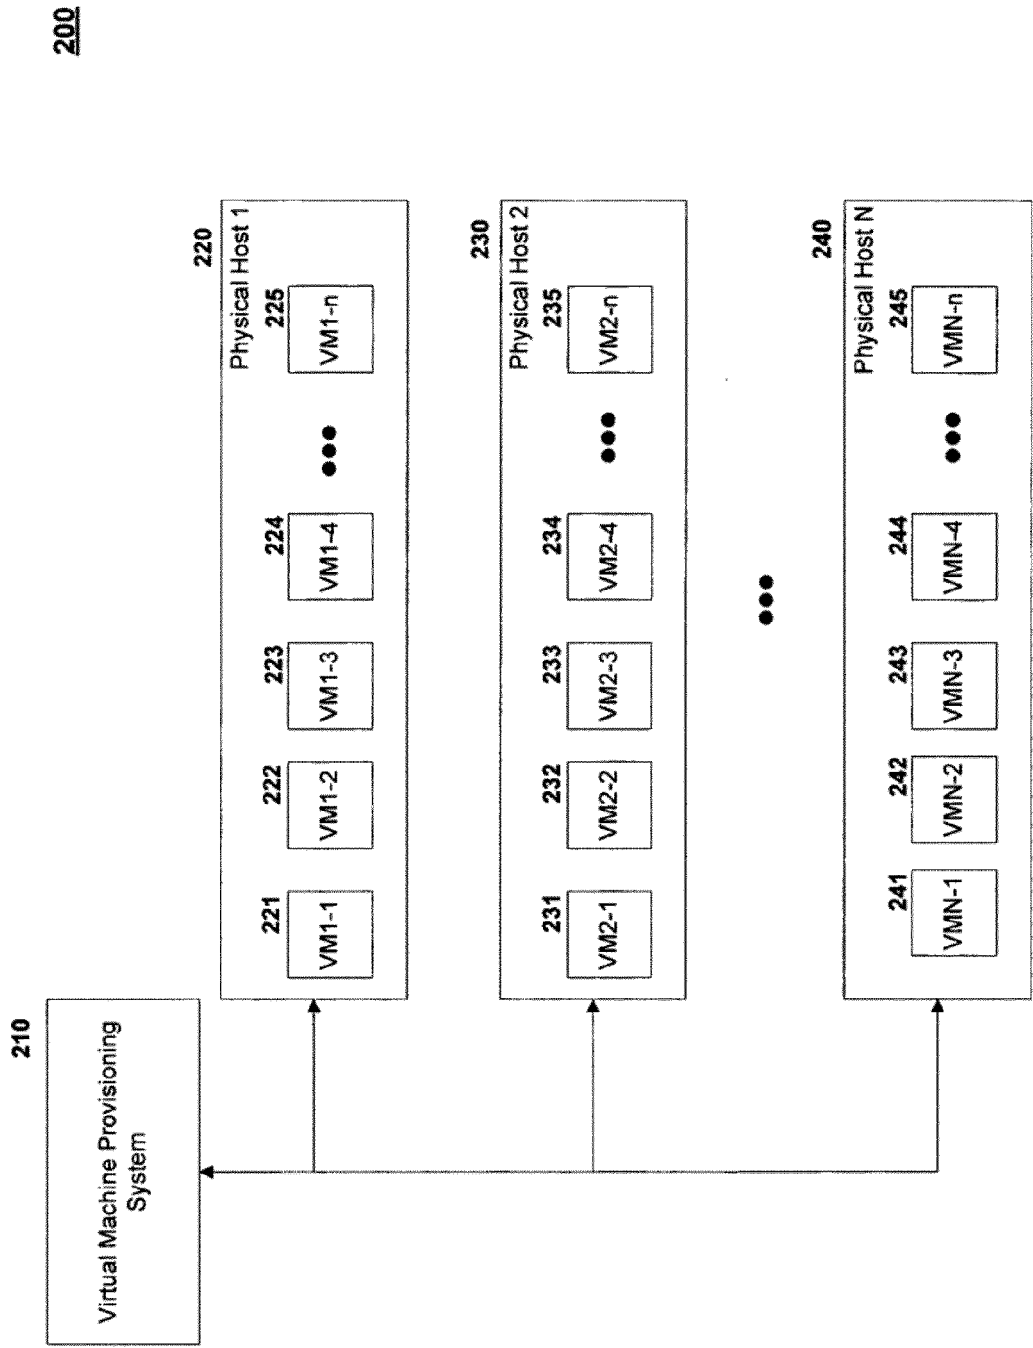 200
210
Virtual Machine Provisioning
System
220
Physical Host 1
221
VM1-1
222
VM1-2
223
VM1-3
224
VM1-4
225
VM1-n
230
Physical Host 2
231
VM2-1
232
VM2-2
233
VM2-3
234
VM2-4
235
VM2-n
240
Physical Host N
241
VMN-1
242
VMN-2
243
VMN-3
244
VMN-4
245
VMN-n